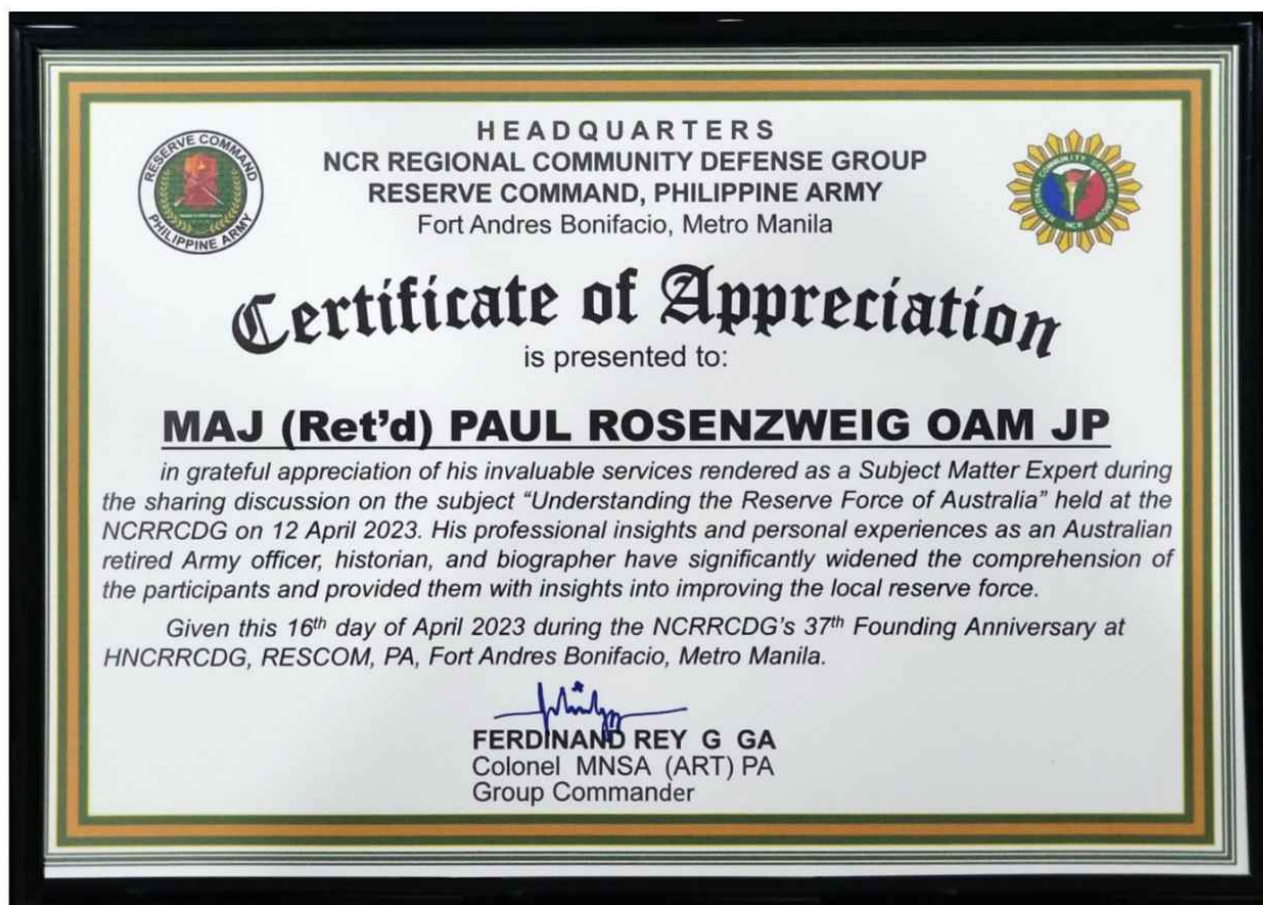 HEADQUARTERS
NCR REGIONAL COMMUNITY DEFENSE GROUP
RESERVE COMMAND, PHILIPPINE ARMY
Fort Andres Bonifacio, Metro Manila
RESERVE COMMAND
PHILIPPINE ARMY
REGIONAL COMMUNITY DEFENSE GROUP
NCR
Certificate of Appreciation
is presented to:
MAJ (Ret’d) PAUL ROSENZWEIG OAM JP
in grateful appreciation of his invaluable services rendered as a Subject Matter Expert during
the sharing discussion on the subject “Understanding the Reserve Force of Australia” held at the
NCRRCDG on 12 April 2023. His professional insights and personal experiences as an Australian
retired Army officer, historian, and biographer have significantly widened the comprehension of
the participants and provided them with insights into improving the local reserve force.
Given this 16th day of April 2023 during the NCRRCDG’s 37th Founding Anniversary at
HNCRRCDG, RESCOM, PA, Fort Andres Bonifacio, Metro Manila.
FERDINAND REY G GA
Colonel MNSA (ART) PA
Group Commander